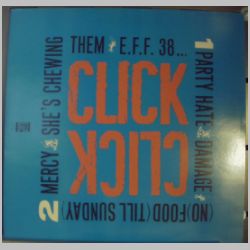 THEM + E.F.F. 38...
1 PARTY HATE + DAMAGE +
(NO) FOOD (TILL SUNDAY)
2 MERCY + SHE'S CHEWING
CLICK
CLICK